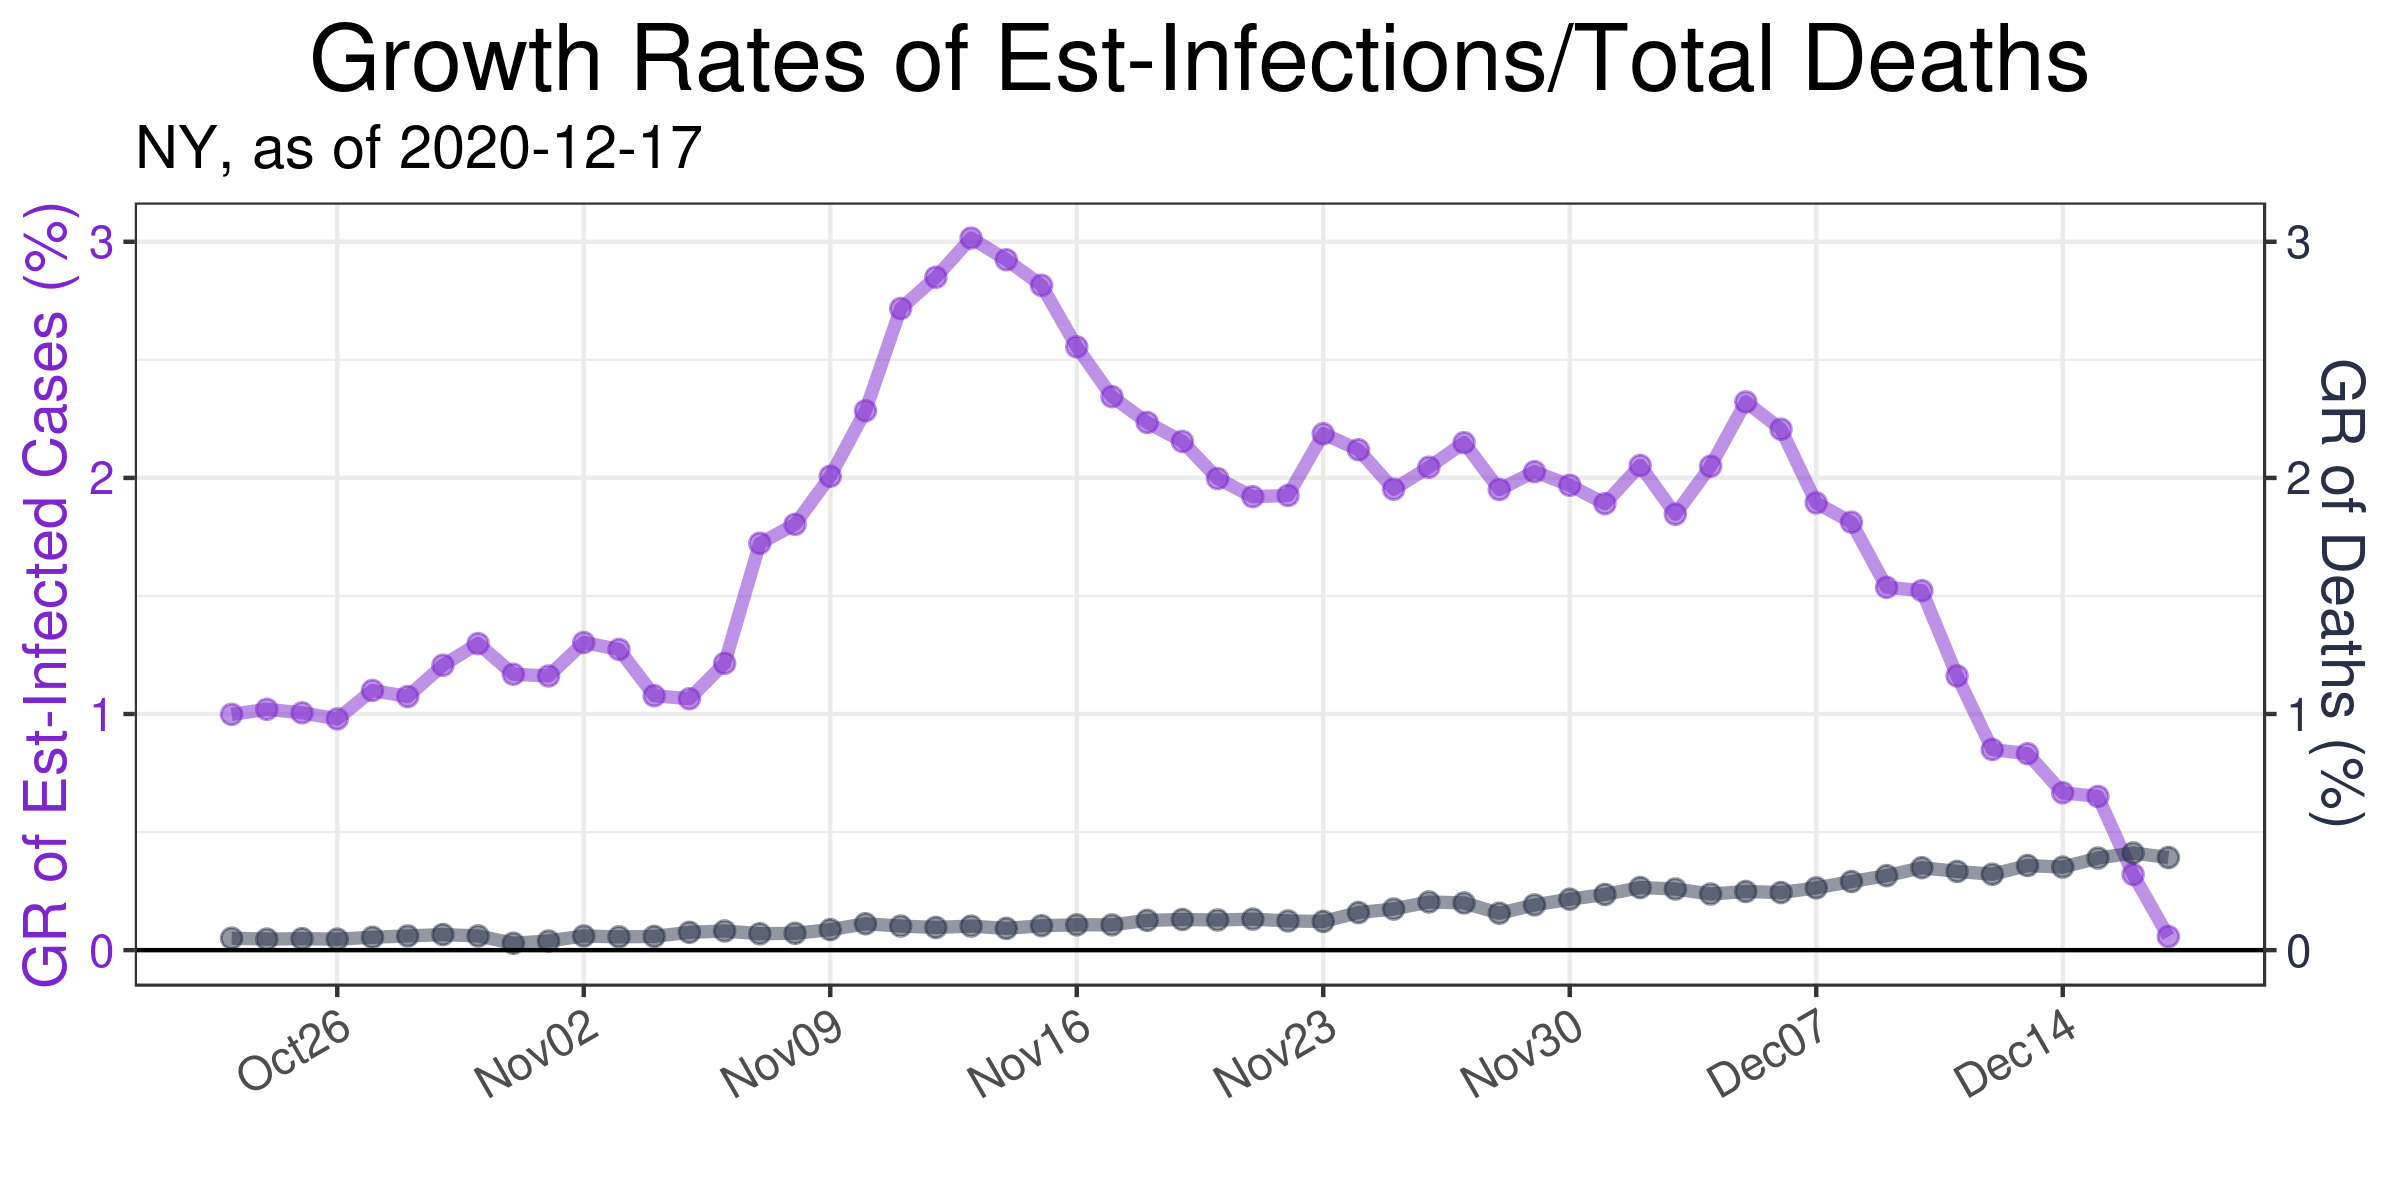 Growth Rates of Est-Infections/Total Deaths
NY, as of 2020-12-17
GR of Est-Infected Cases (%)
3
2
1
0
3
2
1
0
GR of Deaths (%)
Oct26
Nov02
Nov09
Nov16
Nov23
Nov30
Dec07
Dec14